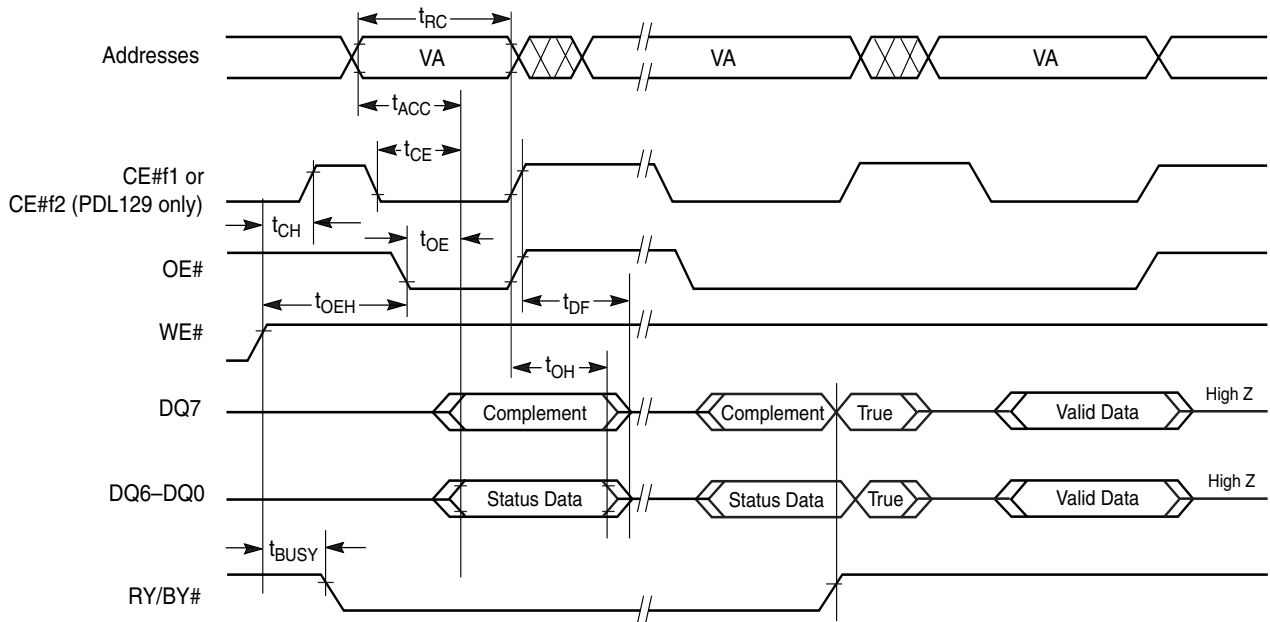 tRC
Addresses VA VA VA
tACC
tCE
CE#f1 or
CE#f2 (PDL129 only)
tCH
tOE
OE#
tOEH
tDF
WE#
tOH
DQ7 Complement Complement True Valid Data High Z
DQ6–DQ0 Status Data Status Data True Valid Data High Z
tBUSY
RY/BY#